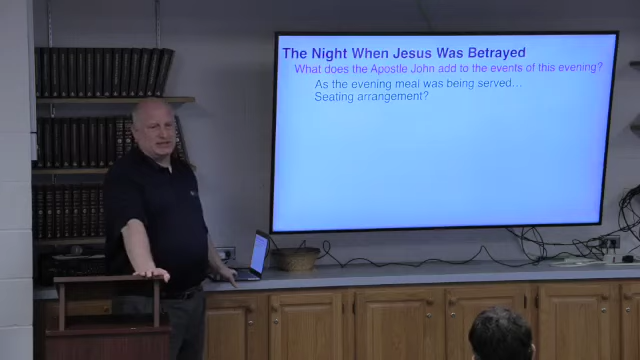 The Night When Jesus Was Betrayed
What does the Apostle John add to the events of this evening?
As the evening meal was being served…
Seating arrangement?